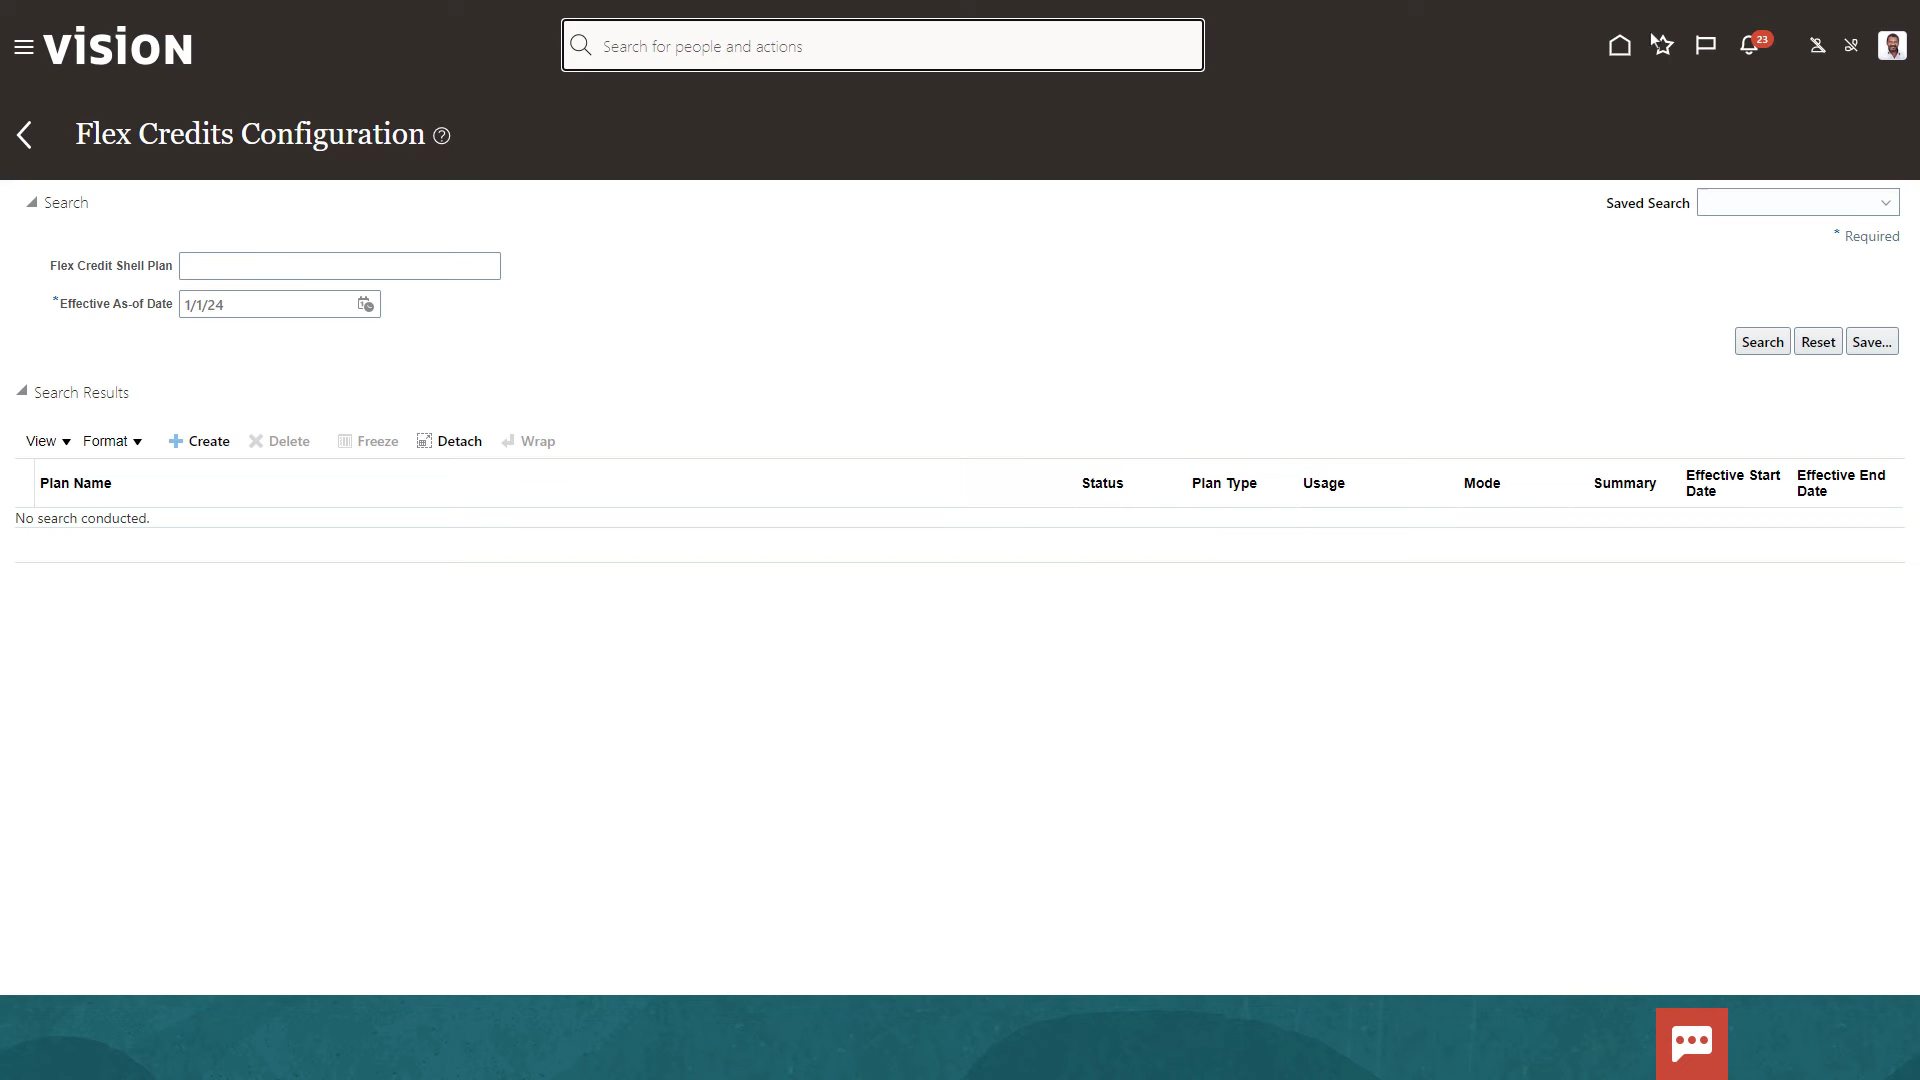 vision
Search for people and actions
23
Flex Credits Configuration ?
Search
Saved Search
* Required
Flex Credit Shell Plan
*Effective As-of Date 1/1/24
Search Reset Save...
Search Results
View Format Create Delete Freeze Detach Wrap
Plan Name Status Plan Type Usage Mode Summary Effective Start Date Effective End Date
No search conducted.